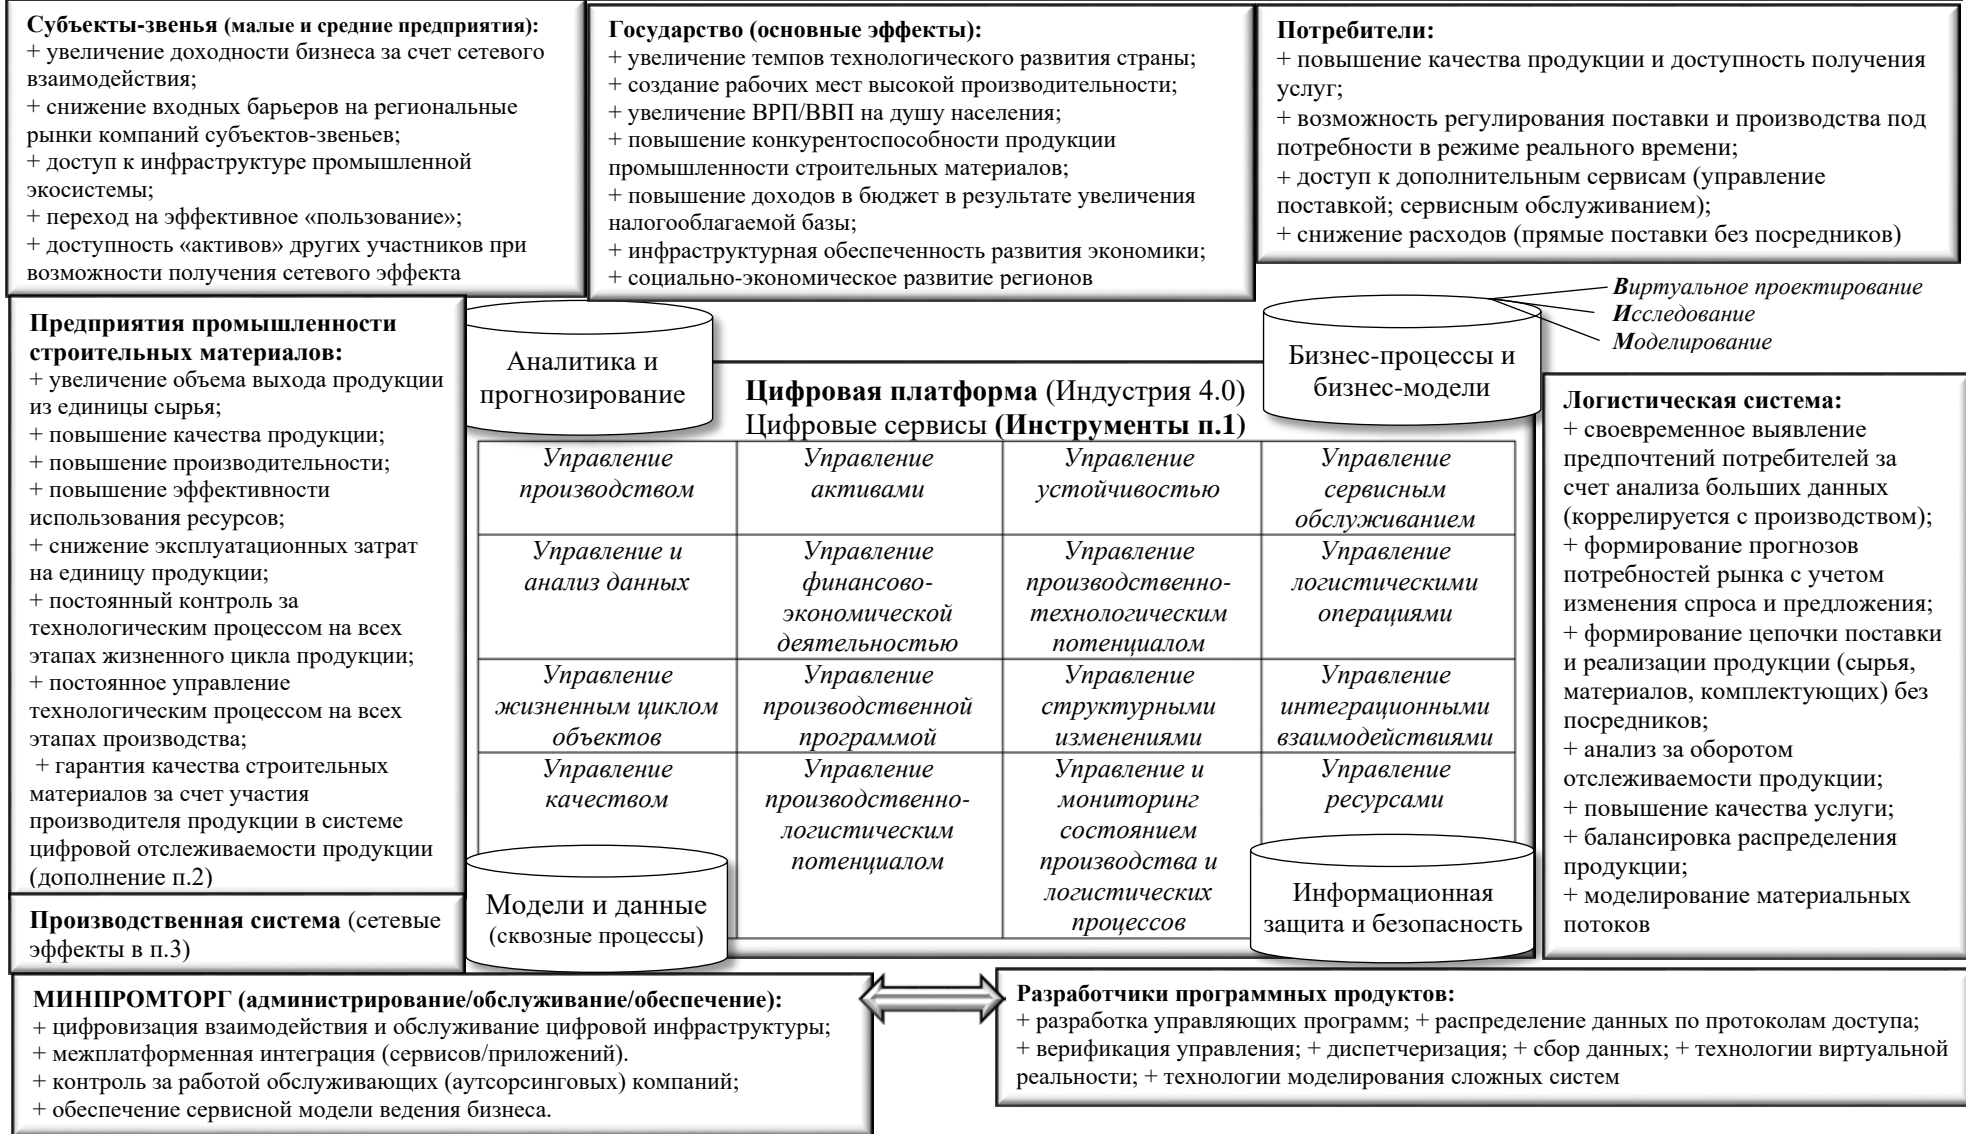 Субъекты-звенья (малые и средние предприятия):
+ увеличение доходности бизнеса за счет сетевого
взаимодействия;
+ снижение входных барьеров на региональные
рынки компаний субъектов-звеньев;
+ доступ к инфраструктуре промышленной
экосистемы;
+ переход на эффективное «пользование»;
+ доступность «активов» других участников при
возможности получения сетевого эффекта
Государство (основные эффекты):
+ увеличение темпов технологического развития страны;
+ создание рабочих мест высокой производительности;
+ увеличение ВРП/ВВП на душу населения;
+ повышение конкурентоспособности продукции
промышленности строительных материалов;
+ повышение доходов в бюджет в результате увеличения
налогооблагаемой базы;
+ инфраструктурная обеспеченность развития экономики;
+ социально-экономическое развитие регионов
Потребители:
+ повышение качества продукции и доступность получения
услуг;
+ возможность регулирования поставки и производства под
потребности в режиме реального времени;
+ доступ к дополнительным сервисам (управление
поставкой; сервисным обслуживанием);
+ снижение расходов (прямые поставки без посредников)
Виртуальное проектирование
Исследование
Моделирование
Предприятия промышленности
строительных материалов:
+ увеличение объема выхода продукции
из единицы сырья;
+ повышение качества продукции;
+ повышение производительности;
+ повышение эффективности
использования ресурсов;
+ снижение эксплуатационных затрат
на единицу продукции;
+ постоянный контроль за
технологическим процессом на всех
этапах жизненного цикла продукции;
+ постоянное управление
технологическим процессом на всех
этапах производства;
+ гарантия качества строительных
материалов за счет участия
производителя продукции в системе
цифровой отслеживаемости продукции
(дополнение п.2)
Производственная система (сетевые
эффекты в п.3)
Аналитика и
прогнозирование
Бизнес-процессы и
бизнес-модели
Цифровая платформа (Индустрия 4.0)
Цифровые сервисы (Инструменты п.1)
Управление
производством
Управление
активами
Управление
устойчивостью
Управление
сервисным
обслуживанием
Управление и
анализ данных
Управление
финансово-
экономической
деятельностью
Управление
производственно-
технологическим
потенциалом
Управление
логистическими
операциями
Управление
жизненным циклом
объектов
Управление
производственной
программой
Управление
структурными
изменениями
Управление
интеграционными
взаимодействиями
Управление
качеством
Управление
производственно-
логистическим
потенциалом
Управление и
мониторинг
состоянием
производства и
логистических
процессов
Управление
ресурсами
Модели и данные
(сквозные процессы)
Информационная
защита и безопасность
Логистическая система:
+ своевременное выявление
предпочтений потребителей за
счет анализа больших данных
(коррелируется с производством);
+ формирование прогнозов
потребностей рынка с учетом
изменения спроса и предложения;
+ формирование цепочки поставки
и реализации продукции (сырья,
материалов, комплектующих) без
посредников;
+ анализ за оборотом
отслеживаемости продукции;
+ повышение качества услуги;
+ балансировка распределения
продукции;
+ моделирование материальных
потоков
МИНПРОМТОРГ (администрирование/обслуживание/обеспечение):
+ цифровизация взаимодействия и обслуживание цифровой инфраструктуры;
+ межплатформенная интеграция (сервисов/приложений).
+ контроль за работой обслуживающих (аутсорсинговых) компаний;
+ обеспечение сервисной модели ведения бизнеса.
Разработчики программных продуктов:
+ разработка управляющих программ; + распределение данных по протоколам доступа;
+ верификация управления; + диспетчеризация; + сбор данных; + технологии виртуальной
реальности; + технологии моделирования сложных систем